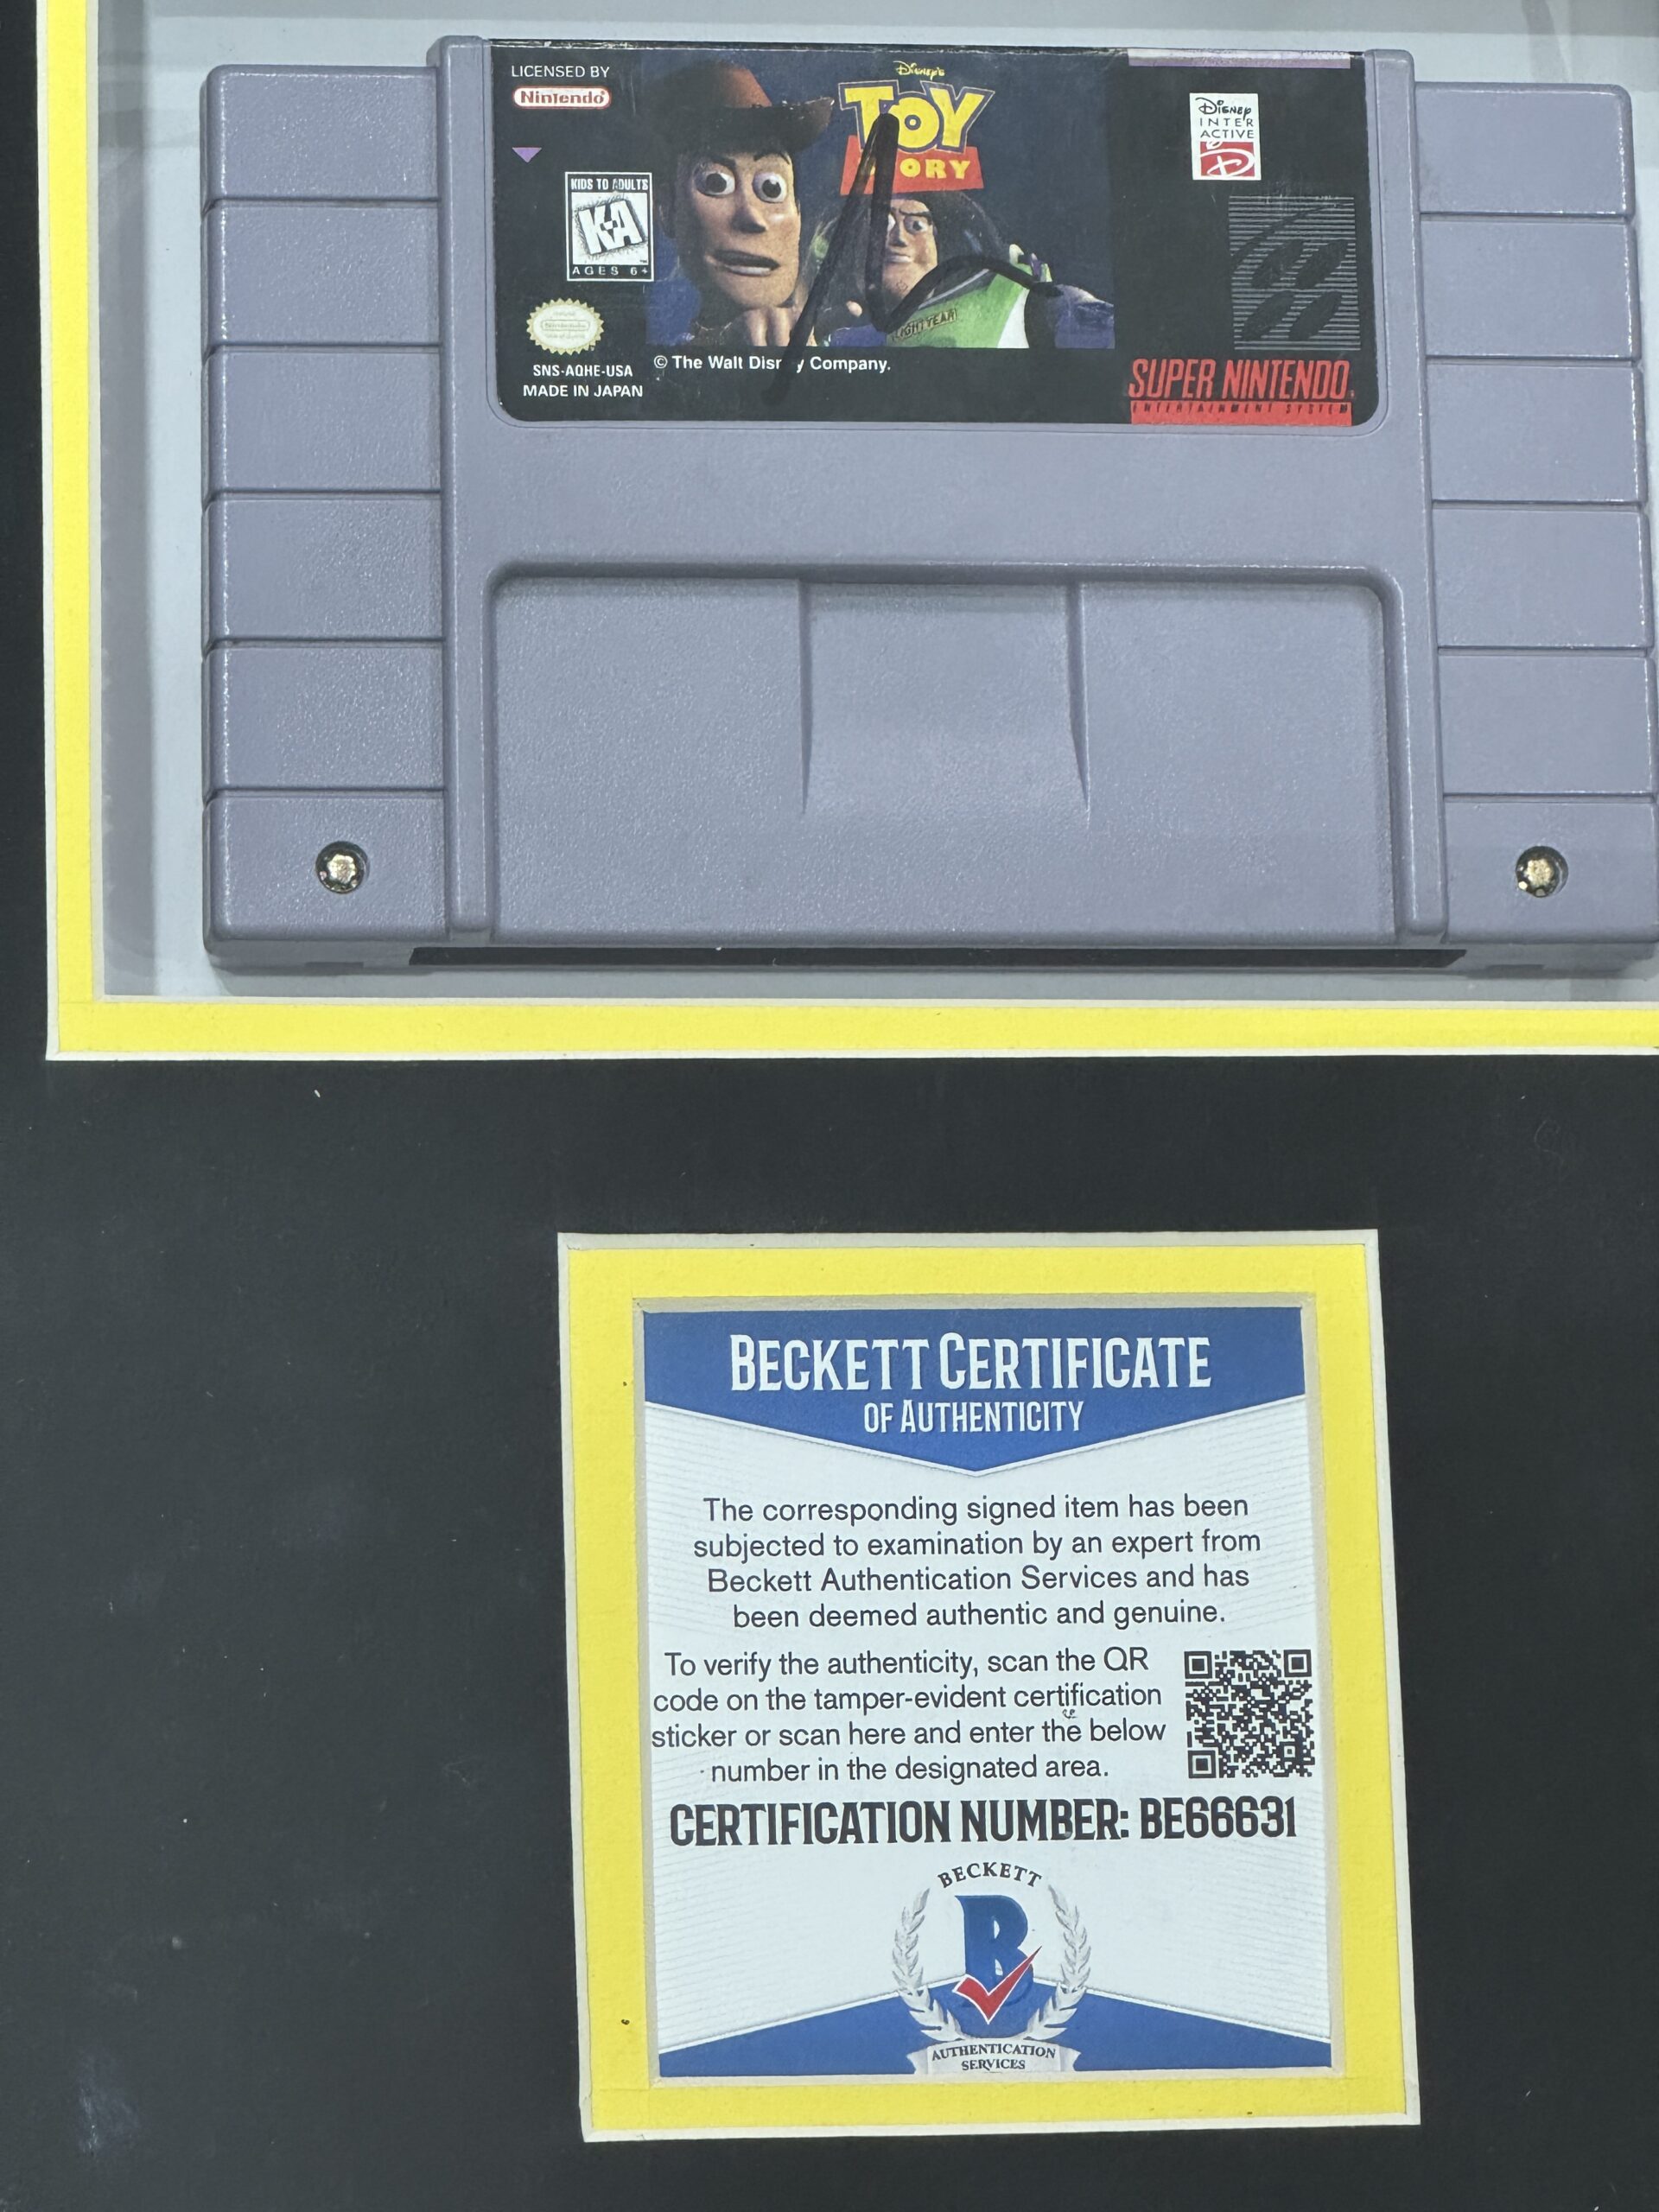 LICENSED BY
Nintendo
Disney's
TOY
ORY
DISNEY
INTER
ACTIVE
D
KIDS TO ADULTS
K-A
AGES 6+
LIGHTYEAR
SNS-AQHE-USA
MADE IN JAPAN
© The Walt Disney Company.
SUPER NINTENDO
ENTERTAINMENT SYSTEM
BECKETT CERTIFICATE
OF AUTHENTICITY
The corresponding signed item has been
subjected to examination by an expert from
Beckett Authentication Services and has
been deemed authentic and genuine.
To verify the authenticity, scan the QR
code on the tamper-evident certification
sticker or scan here and enter the below
number in the designated area.
CERTIFICATION NUMBER: BE66631
BECKETT
B
AUTHENTICATION
SERVICES